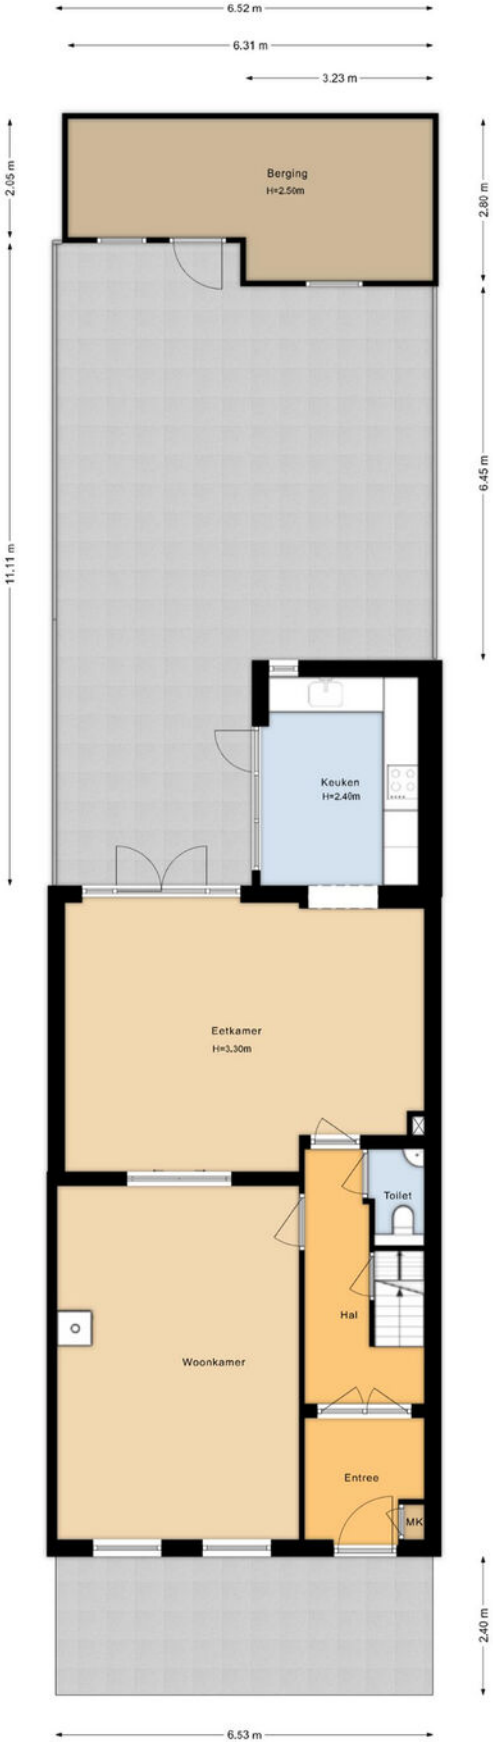 6.52 m
6.31 m
3.23 m
2.05 m
2.80 m
Berging
H=2.50m
11.11 m
6.45 m
Keuken
H=2.40m
Eetkamer
H=3.30m
Toilet
Hal
Woonkamer
Entree
MK
2.40 m
6.53 m